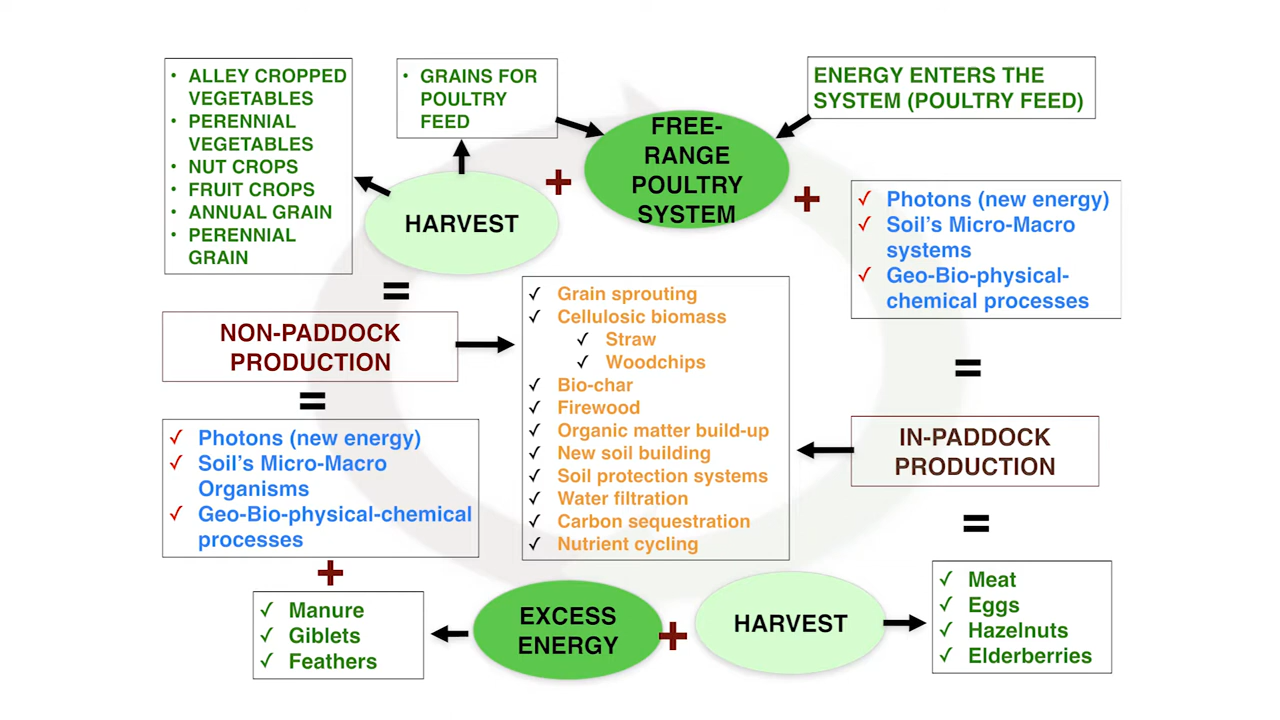 • ALLEY CROPPED
VEGETABLES
• PERENNIAL
VEGETABLES
• NUT CROPS
• FRUIT CROPS
• ANNUAL GRAIN
• PERENNIAL
GRAIN
• GRAINS FOR
POULTRY
FEED
ENERGY ENTERS THE
SYSTEM (POULTRY FEED)
HARVEST
+
FREE-
RANGE
POULTRY
SYSTEM
+
✓ Photons (new energy)
✓ Soil's Micro-Macro
systems
✓ Geo-Bio-physical-
chemical processes
=
NON-PADDOCK
PRODUCTION
=
✓ Grain sprouting
✓ Cellulosic biomass
✓ Straw
✓ Woodchips
✓ Bio-char
✓ Firewood
✓ Organic matter build-up
✓ New soil building
✓ Soil protection systems
✓ Water filtration
✓ Carbon sequestration
✓ Nutrient cycling
=
IN-PADDOCK
PRODUCTION
=
✓ Photons (new energy)
✓ Soil's Micro-Macro
Organisms
✓ Geo-Bio-physical-chemical
processes
+
✓ Manure
✓ Giblets
✓ Feathers
EXCESS
ENERGY
+
HARVEST
✓ Meat
✓ Eggs
✓ Hazelnuts
✓ Elderberries